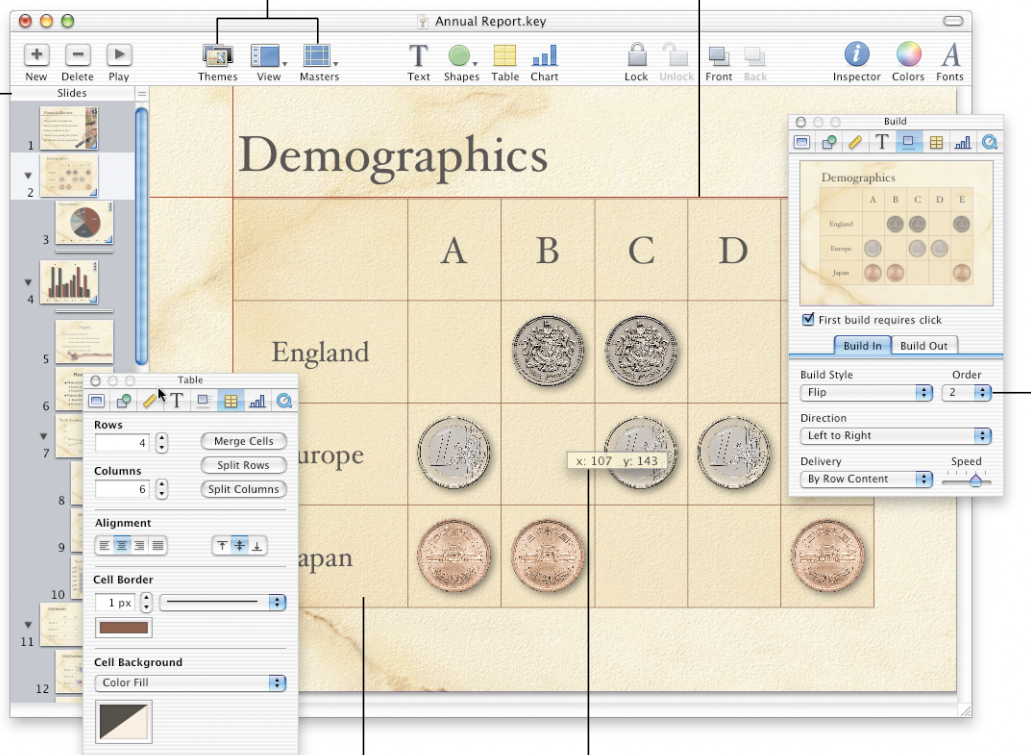 Annual Report.key
New Delete Play Themes View Masters Text Shapes Table Chart Lock Unlock Front Back Inspector Colors Fonts
Slides
1
2
3
4
5
6
7
8
9
10
11
12
Demographics
A B C D
England
urope
apan
x: 107 y: 143
Table
Rows
4
Merge Cells
Split Rows
Columns
6
Split Columns
Alignment
Cell Border
1 px
Cell Background
Color Fill
Build
Demographics
A B C D E
England
Europe
Japan
First build requires click
Build In Build Out
Build Style Order
Flip 2
Direction
Left to Right
Delivery Speed
By Row Content